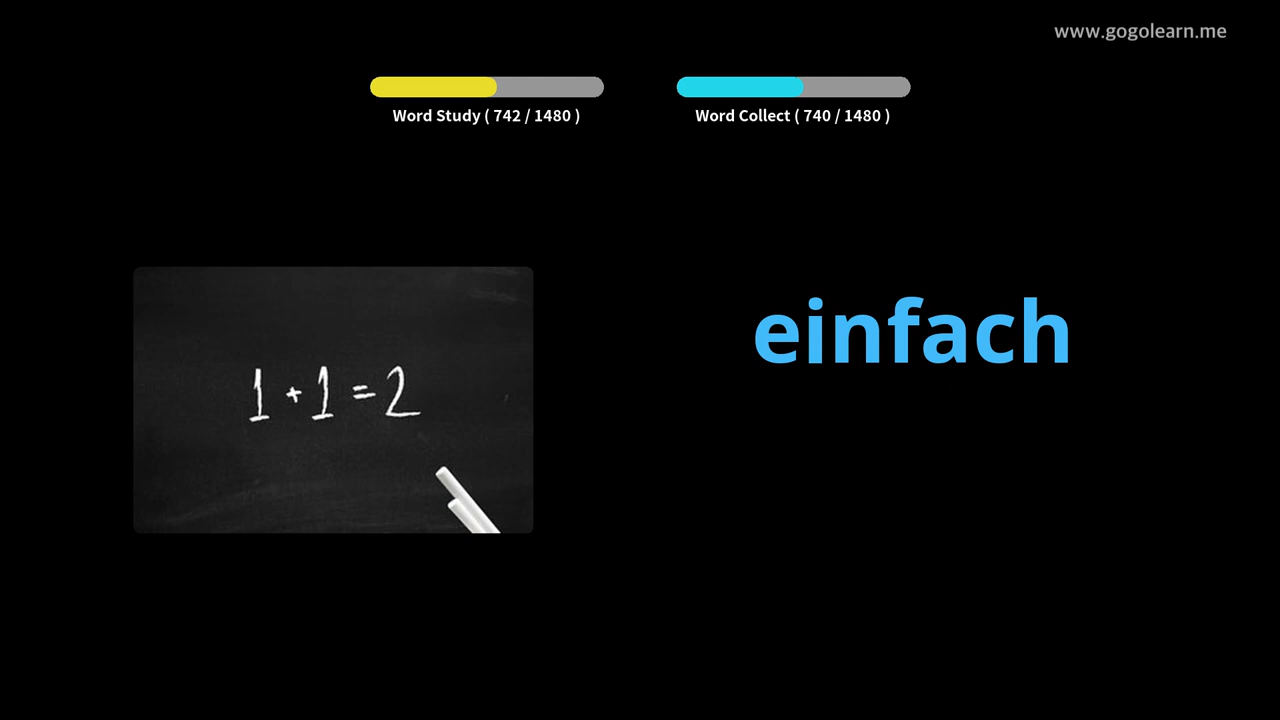 www.gogolearn.me
Word Study ( 742 / 1480 )
Word Collect ( 740 / 1480 )
1 + 1 = 2
einfach